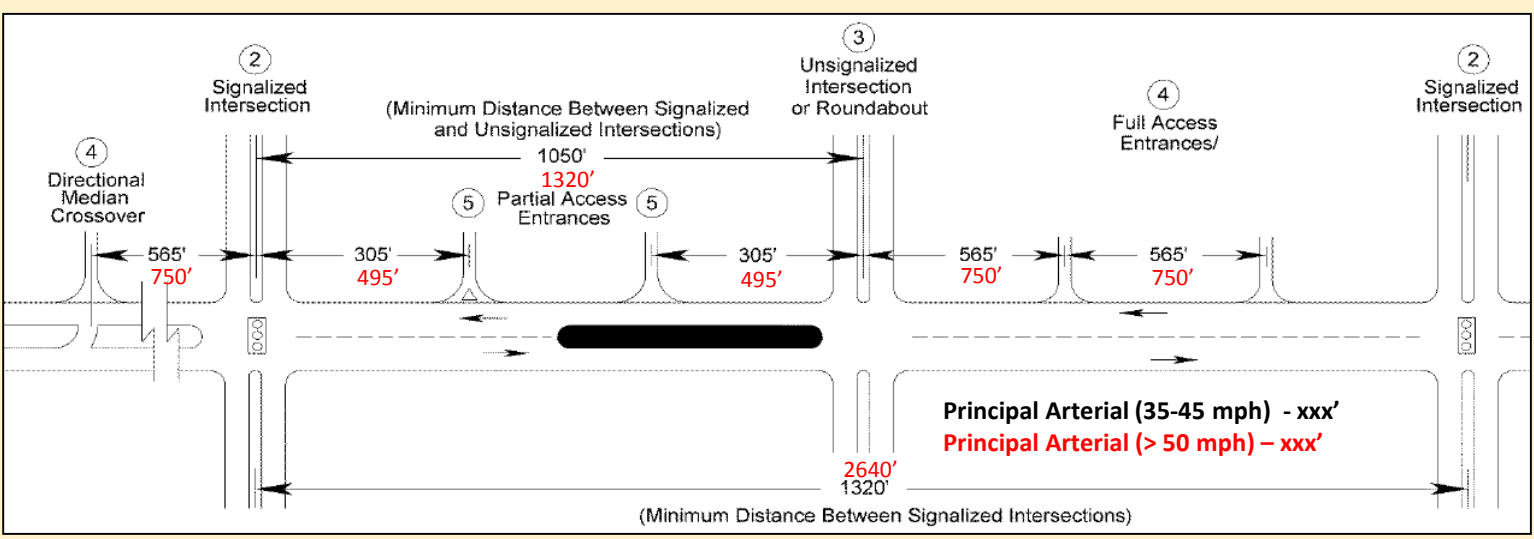 2
Signalized
Intersection
(Minimum Distance Between Signalized
and Unsignalized Intersections)
3
Unsignalized
Intersection
or Roundabout
4
Full Access
Entrances/
2
Signalized
Intersection
4
Directional
Median
Crossover
1050'
1320’
5
Partial Access
Entrances
5
565'
750’
305'
495’
305'
495’
565'
750’
565'
750’
Principal Arterial (35-45 mph)  - xxx’
Principal Arterial (> 50 mph) – xxx’
2640’
1320'
(Minimum Distance Between Signalized Intersections)